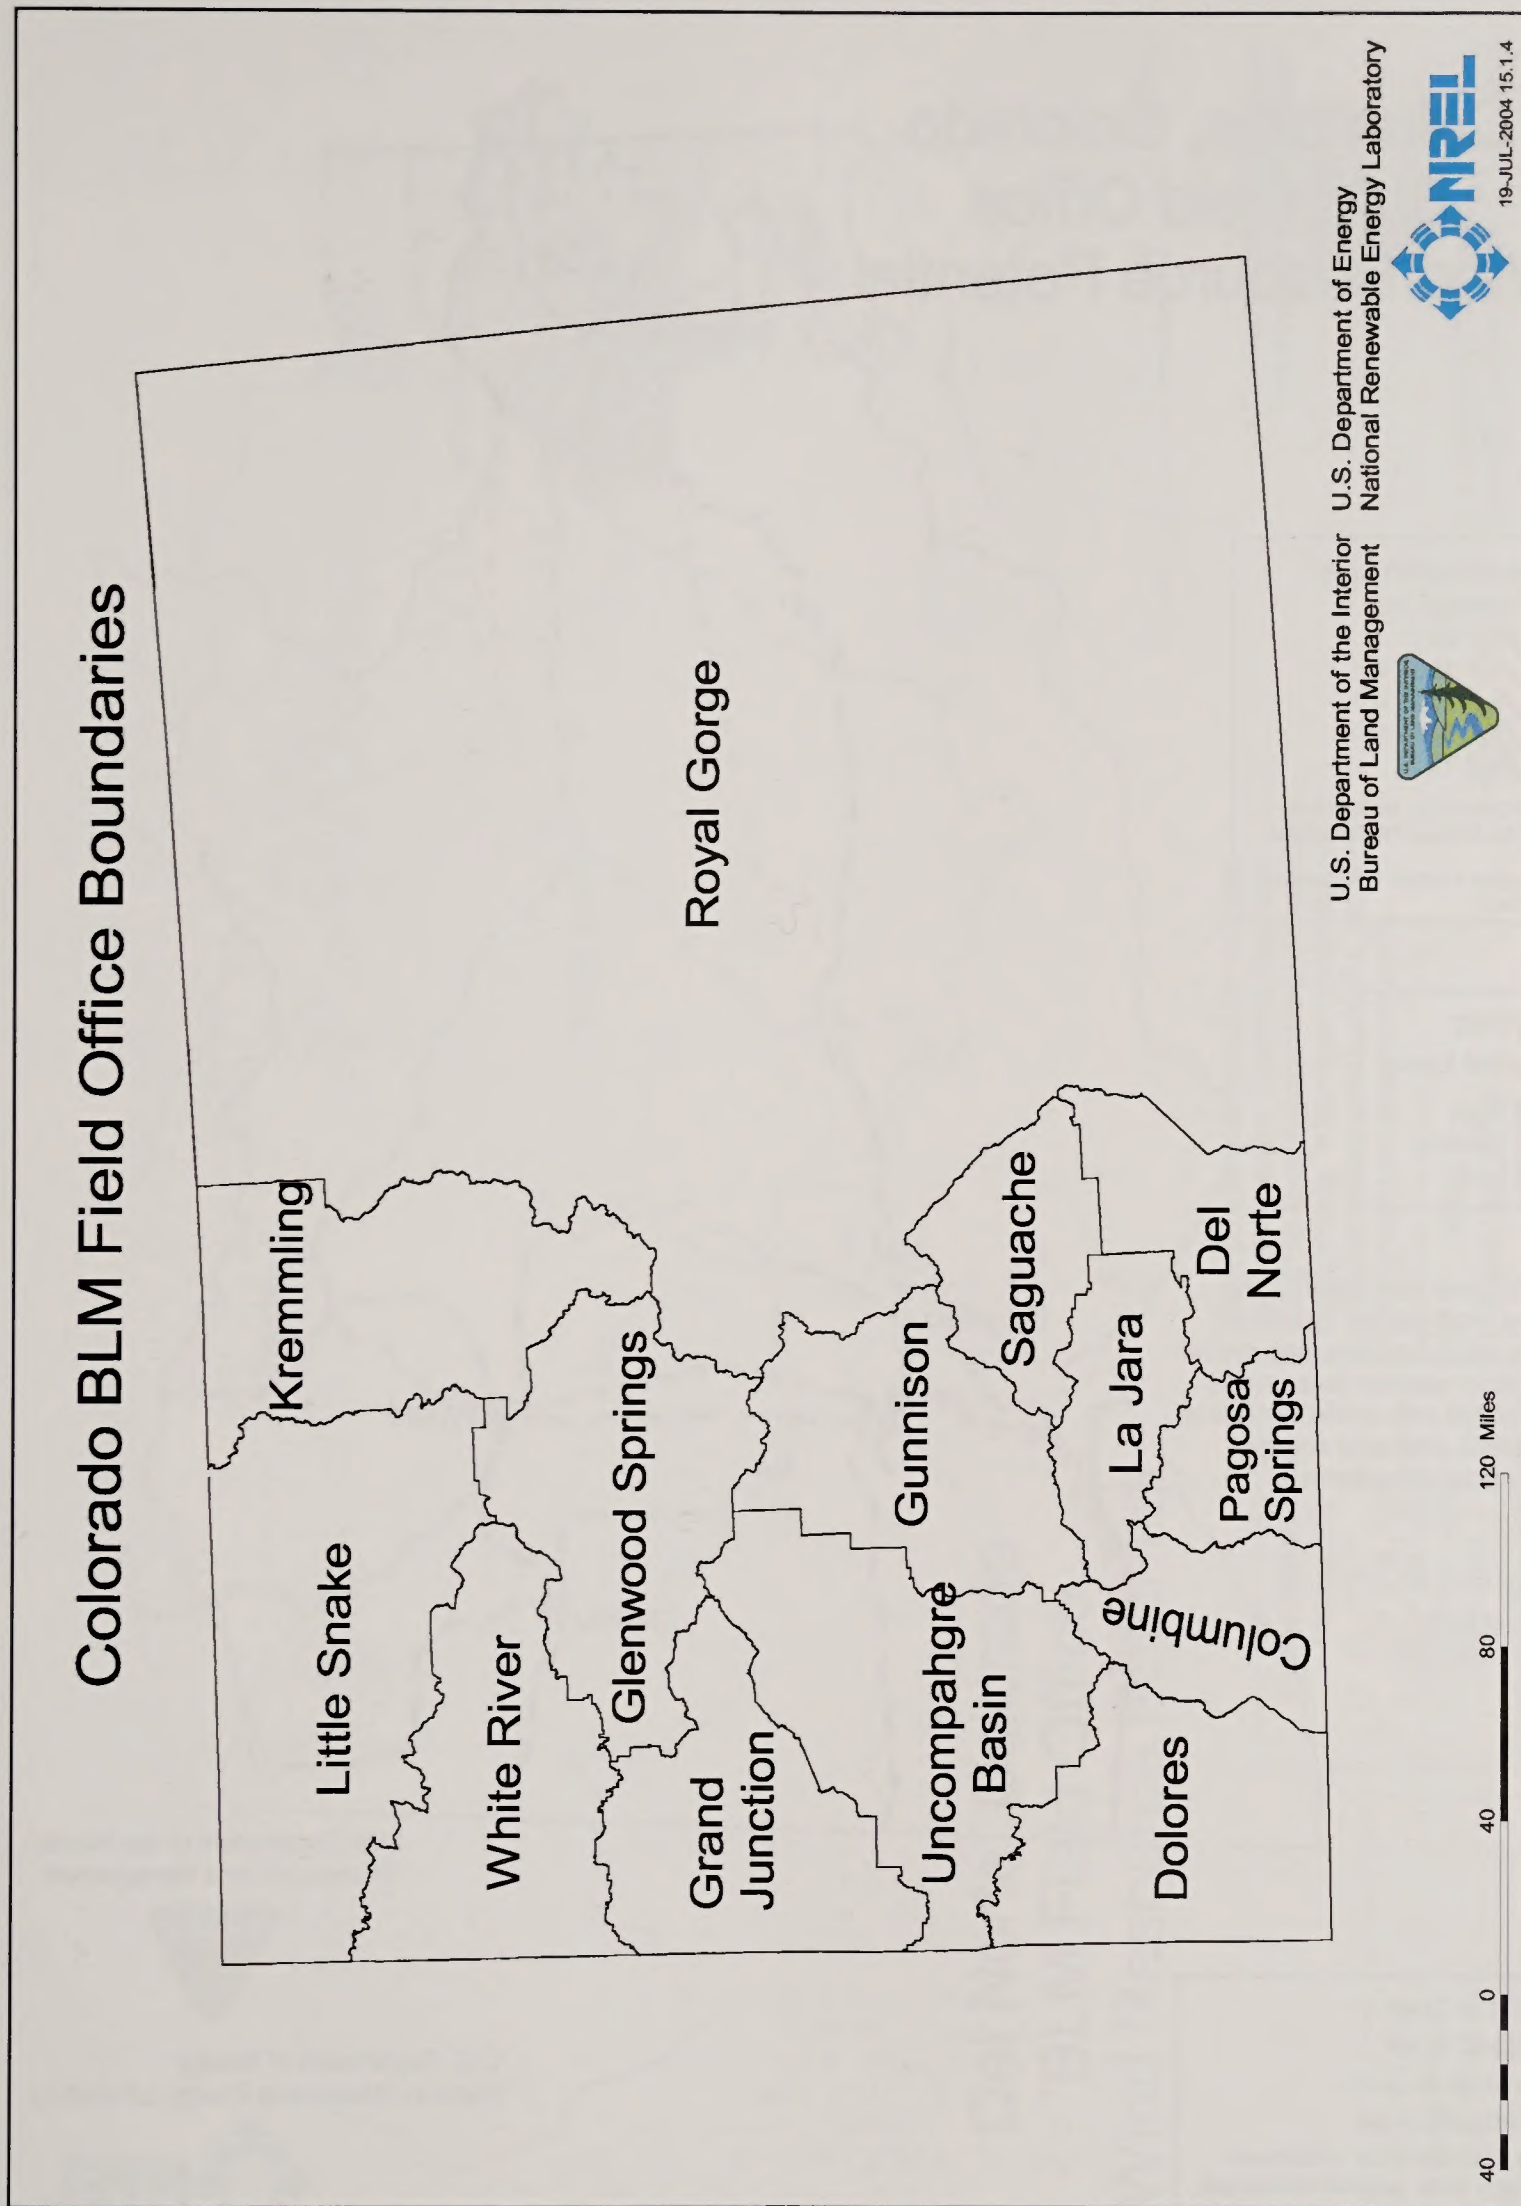 Colorado BLM Field Office Boundaries
Kremmling
Little Snake
White River
Glenwood Springs
Royal Gorge
Grand
Junction
Gunnison
Uncompahgre
Basin
Saguache
La Jara
Del
Norte
Pagosa
Springs
Columbine
Dolores
U.S. Department of the Interior
Bureau of Land Management
U.S. Department of Energy
National Renewable Energy Laboratory
NREL
40 0 40 80 120 Miles
19-JUL-2004 15.1.4